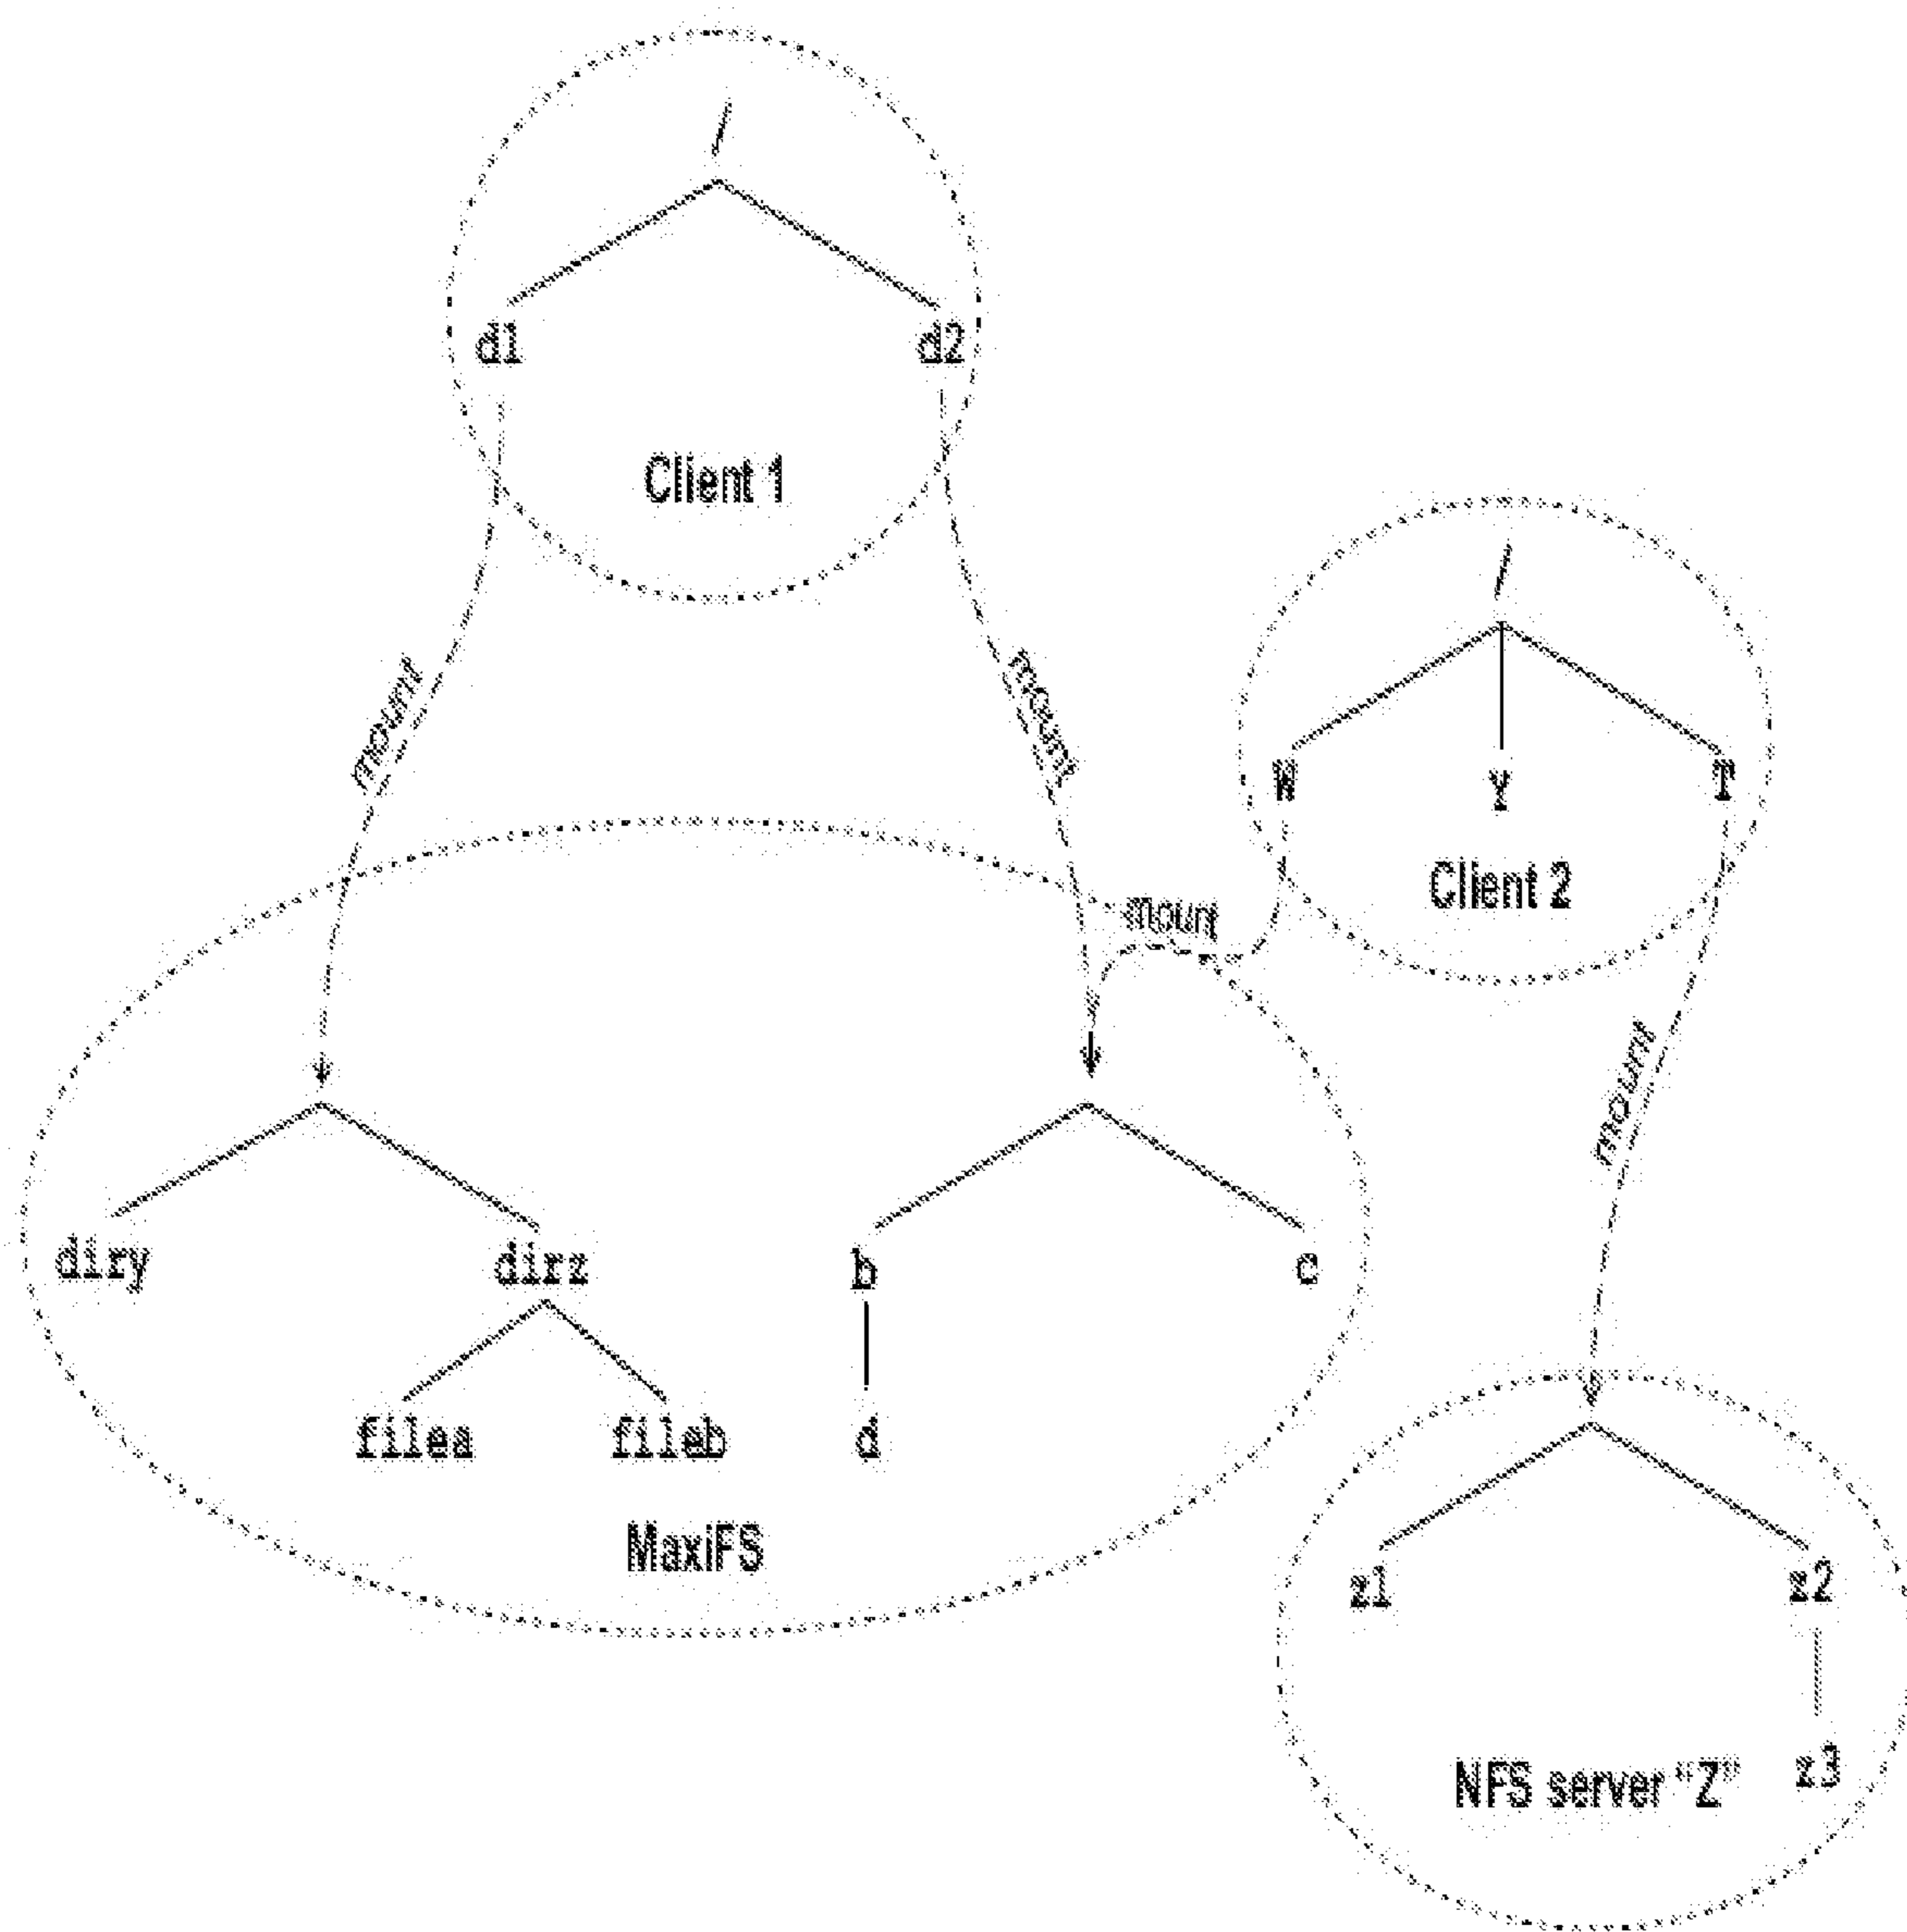 /
d1 d2
Client 1
mount
mount
/
W Y T
Client 2
mount
mount
diry dirz b c
filea fileb d
MaxiFS
z1 z2
z3
NFS server “Z”